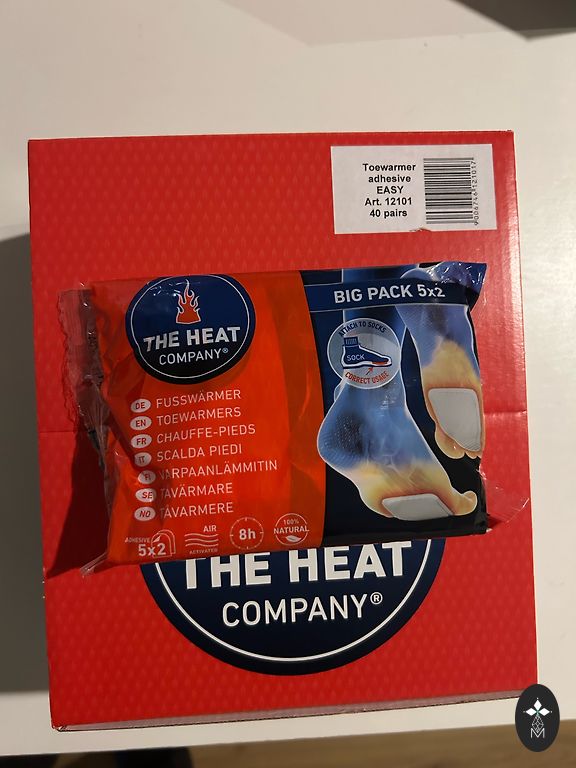 Toewarmer
adhesive
EASY
Art. 12101
40 pairs
9006746121017
THE HEAT
COMPANY®
BIG PACK 5x2
ATTACH TO SOCKS
SOCK
CORRECT USAGE
DE FUSSWÄRMER
EN TOEWARMERS
FR CHAUFFE-PIEDS
IT SCALDA PIEDI
FI VARPAANLÄMMITIN
SE TÅVÄRMARE
NO TÅVARMERE
ADHESIVE
5x2
AIR
ACTIVATED
8h
100%
NATURAL
THE HEAT
COMPANY®
M